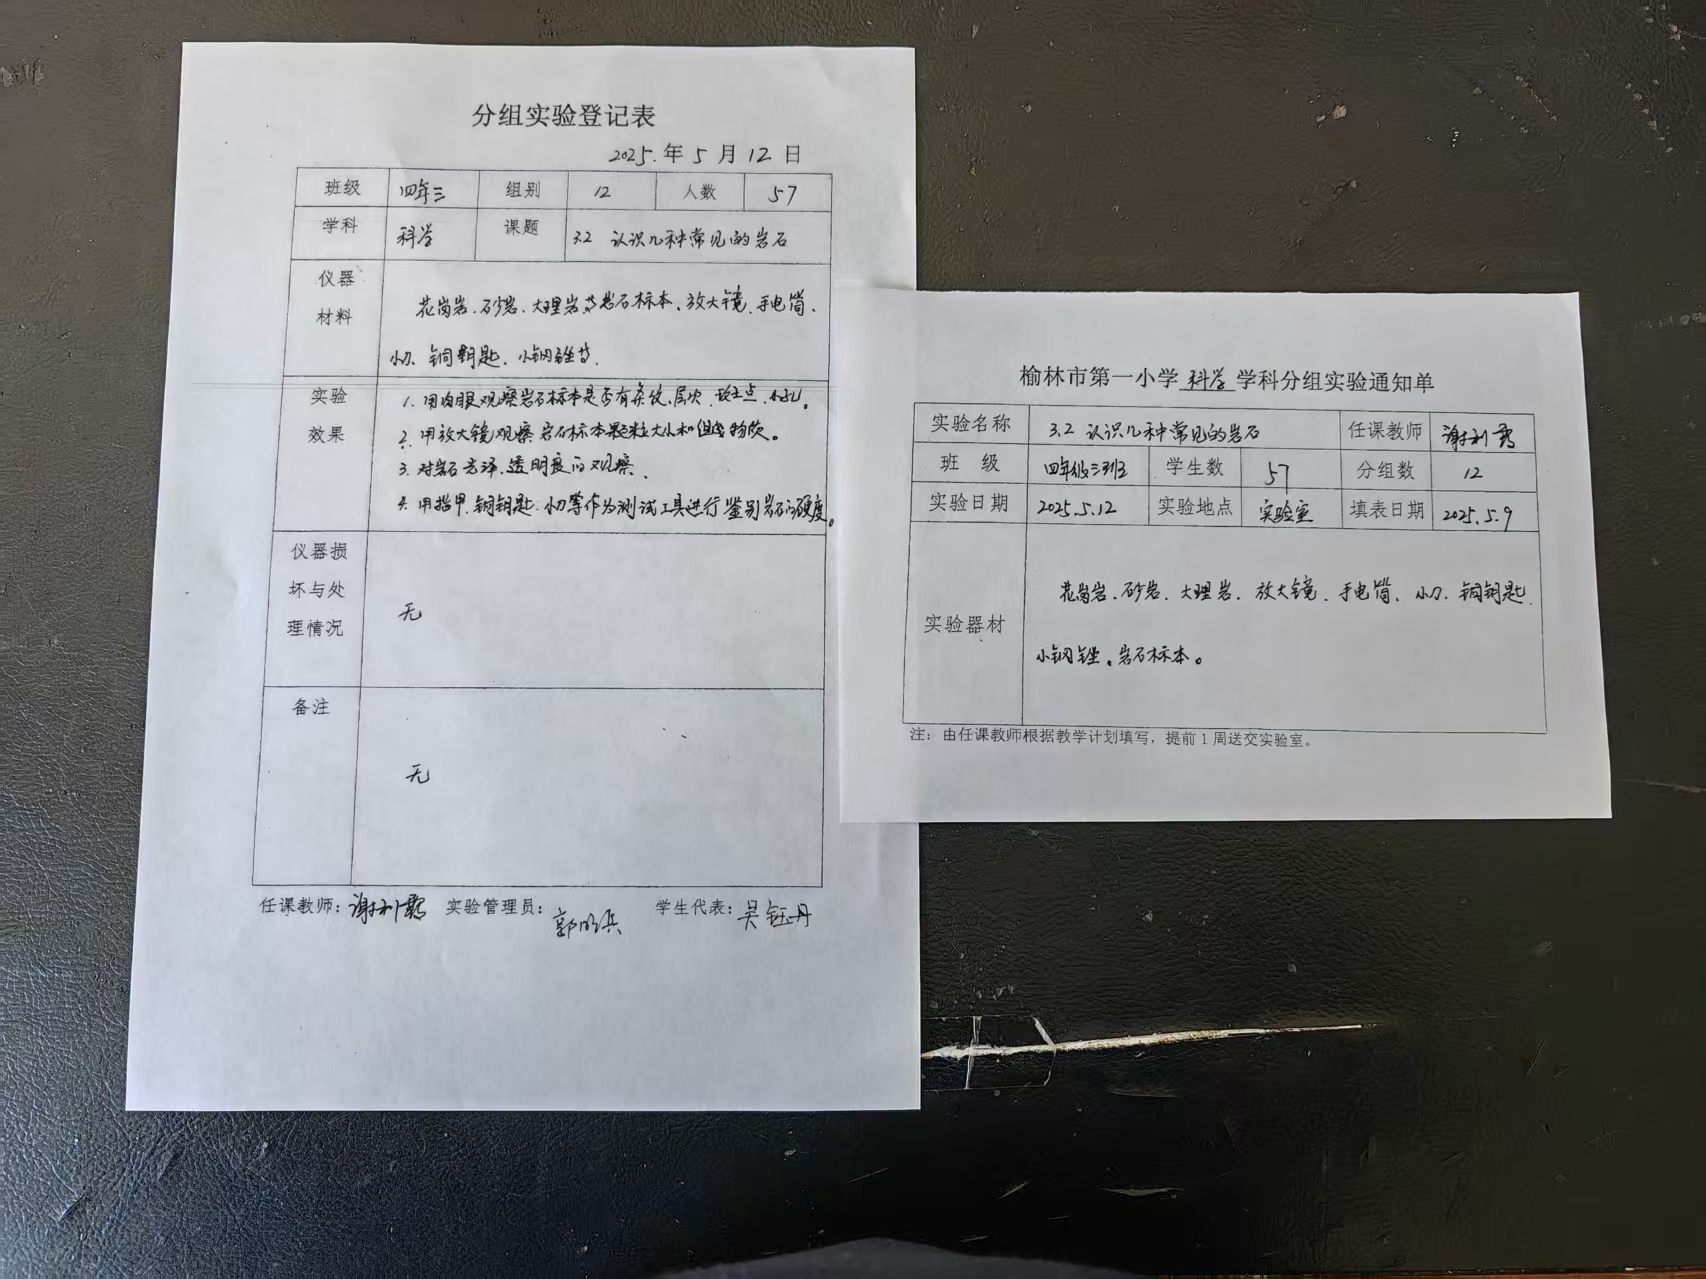 分组实验登记表
2025.年 5 月 12 日
班级 四年三 组别 12 人数 57
学科 科学 课题 3.2 认识几种常见的岩石
仪器材料
花岗岩、砂岩、大理岩等岩石标本、放大镜、手电筒、
小刀、铜钥匙、小钢锉等.
实验效果
1. 用肉眼观察岩石标本是否有条纹、层次、斑点、小孔。
2. 用放大镜观察岩石标本颗粒大小和组成物质。
3. 对岩石光泽、透明度的观察.
4. 用指甲、铜钥匙、小刀等作为测试工具进行鉴别岩石的硬度。
仪器损坏与处理情况
无
备注
无
任课教师: 谢利 实验管理员: 郭 兵 学生代表: 吴钰丹
榆林市第一小学 科学 学科分组实验通知单
实验名称 3.2 认识几种常见的岩石 任课教师 谢利
班 级 四年级三班 学生数 57 分组数 12
实验日期 2025.5.12 实验地点 实验室 填表日期 2025.5.9
实验器材
花岗岩、砂岩、大理岩、放大镜、手电筒、小刀、铜钥匙、
小钢锉。岩石标本。
注：由任课教师根据教学计划填写，提前 1 周送交实验室。